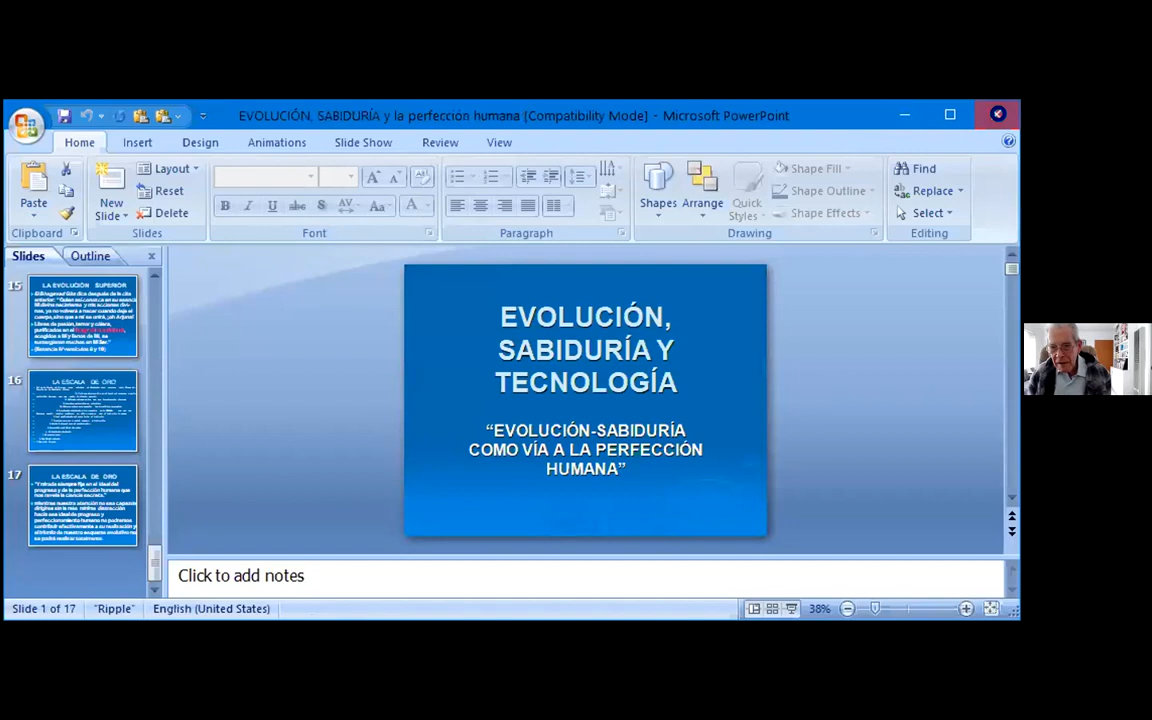 EVOLUCIÓN, SABIDURÍA y la perfección humana [Compatibility Mode] - Microsoft PowerPoint
Home Insert Design Animations Slide Show Review View
Paste
Clipboard
New Slide
Layout
Reset
Delete
Slides
Font
Paragraph
Shapes
Arrange
Quick Styles
Shape Fill
Shape Outline
Shape Effects
Drawing
Find
Replace
Select
Editing
Slides Outline
15
LA EVOLUCIÓN SUPERIOR
16
LA ESCALA DE ORO
17
LA ESCALA DE ORO
EVOLUCIÓN,
SABIDURÍA Y
TECNOLOGÍA
“EVOLUCIÓN-SABIDURÍA
COMO VÍA A LA PERFECCIÓN
HUMANA”
Click to add notes
Slide 1 of 17 "Ripple" English (United States) 38%